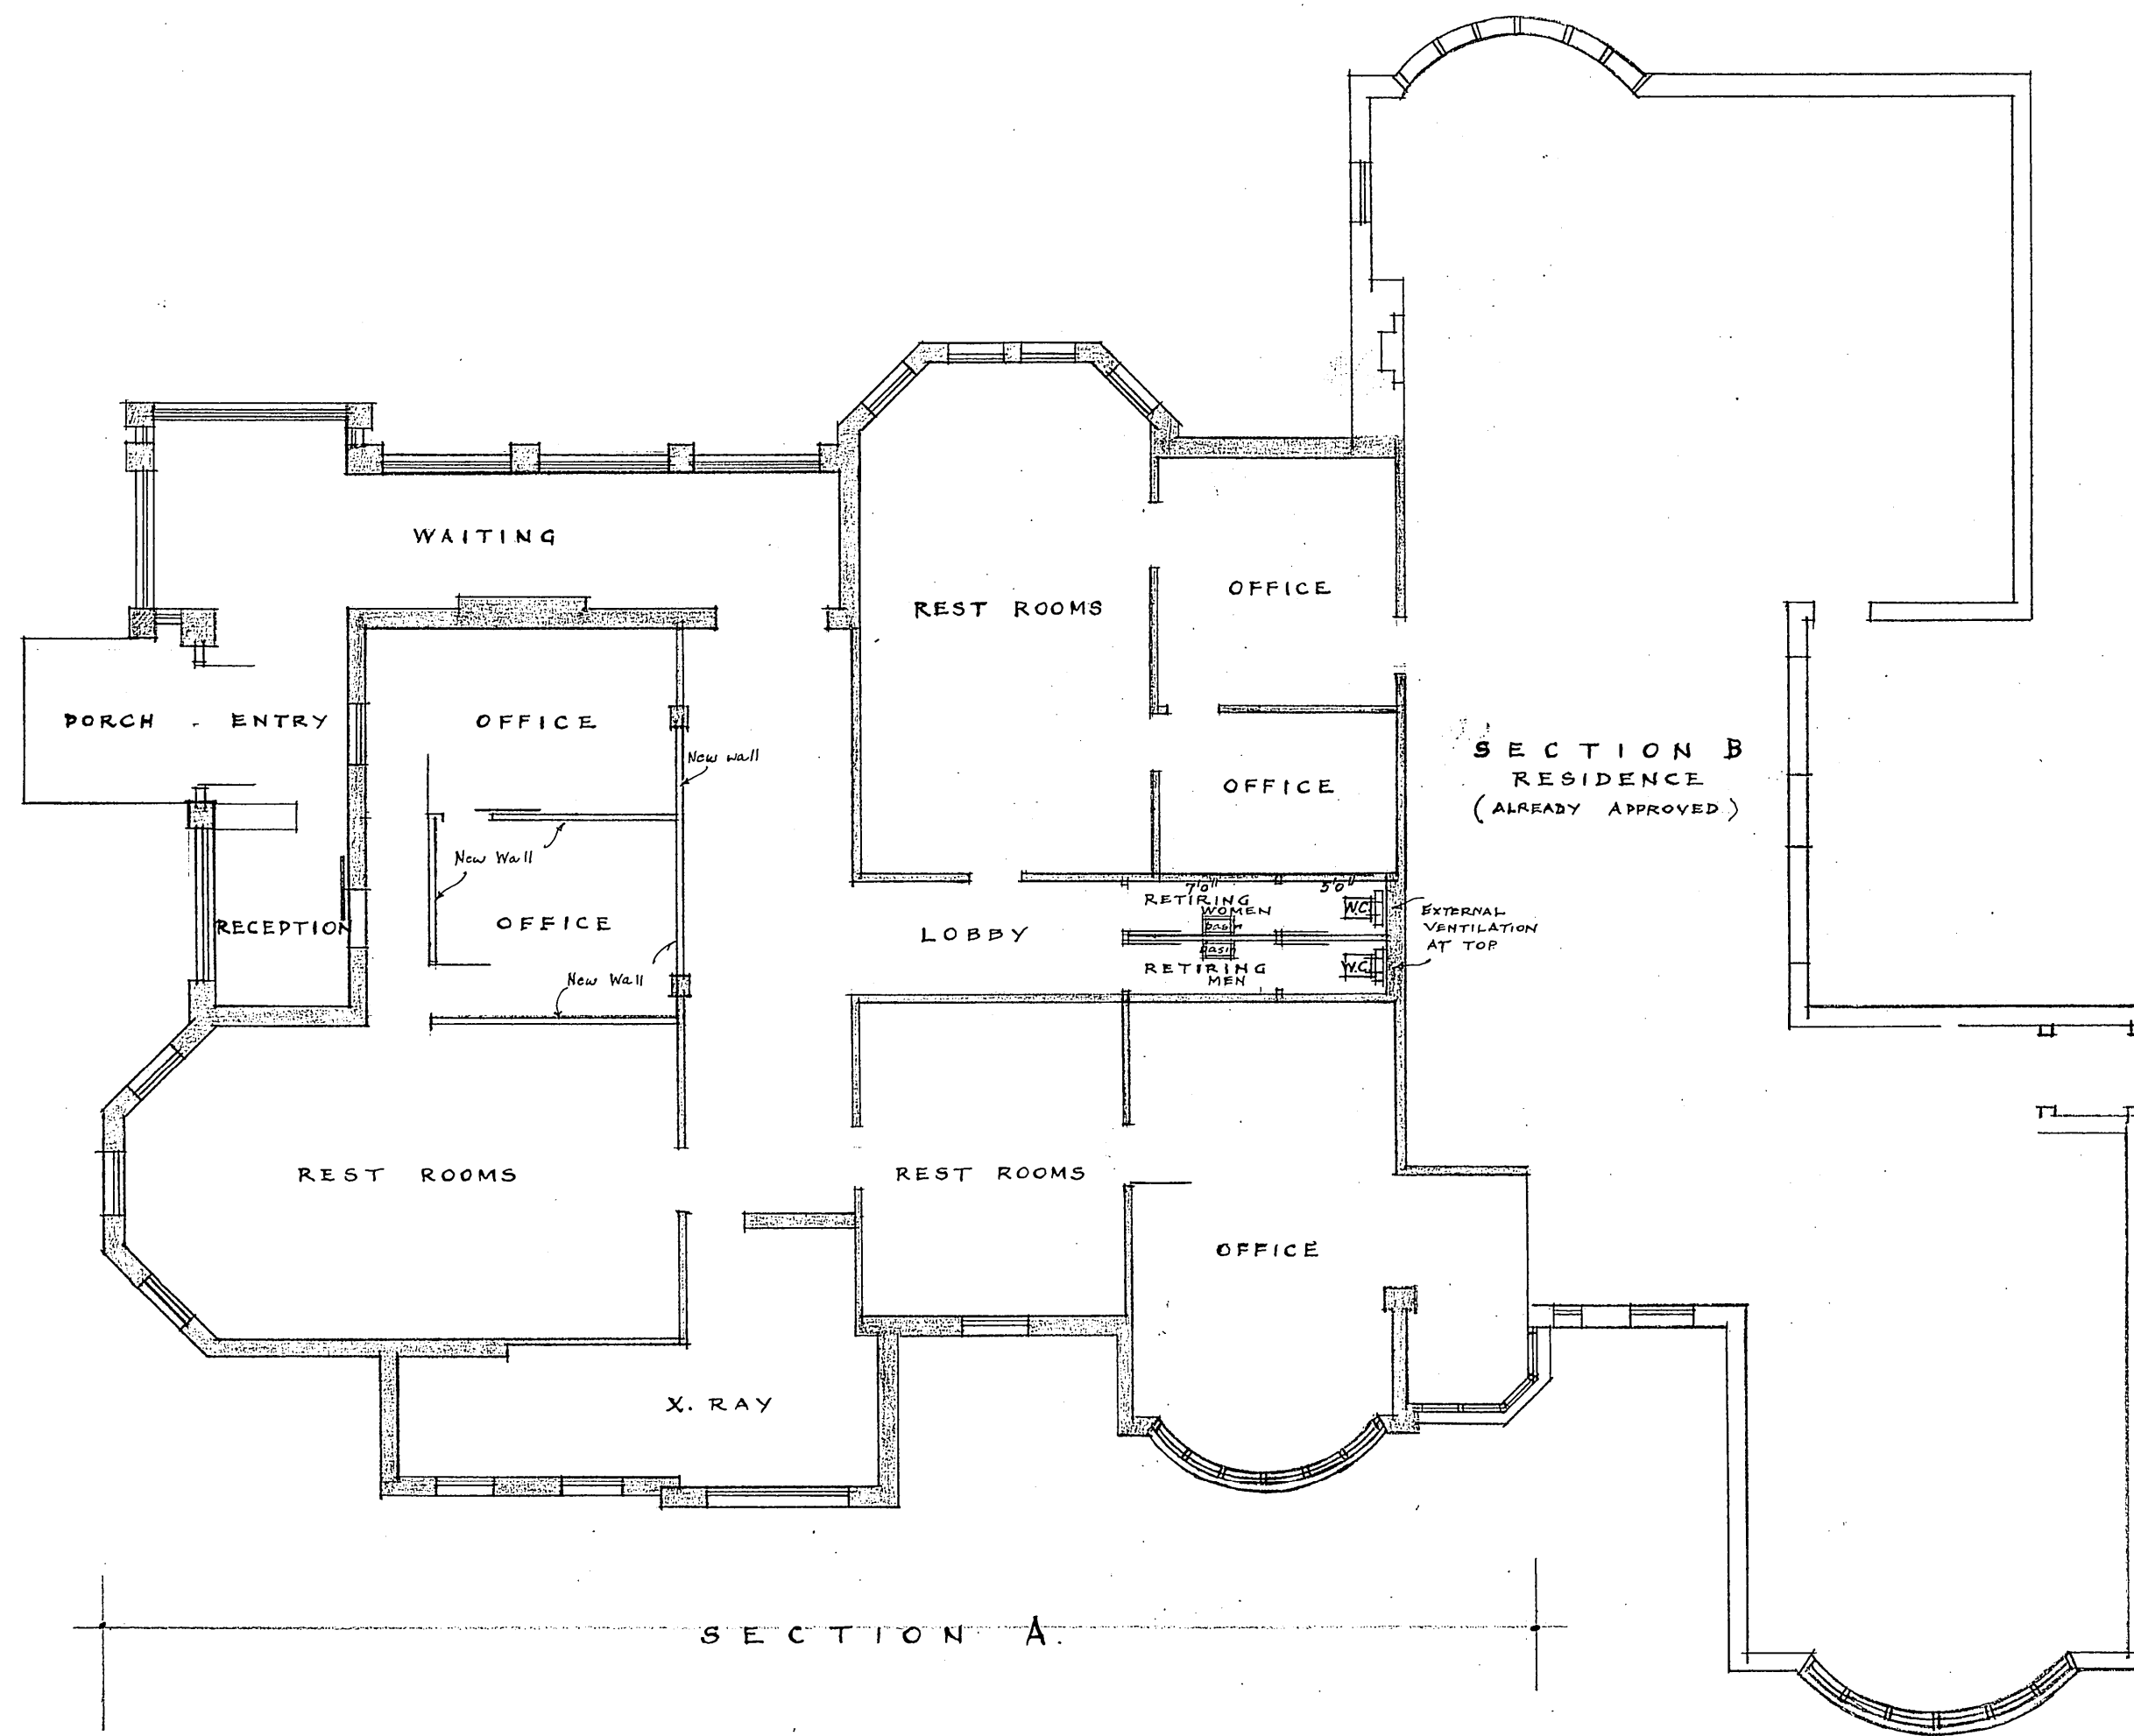 WAITING
REST ROOMS
OFFICE
PORCH - ENTRY
OFFICE
New wall
SECTION B
RESIDENCE
(ALREADY APPROVED)
OFFICE
New Wall
7'0"
5'0"
RETIRING
WOMEN
W.C.
basin
EXTERNAL
VENTILATION
AT TOP
RECEPTION
OFFICE
LOBBY
basin
RETIRING
MEN
W.C.
New Wall
REST ROOMS
REST ROOMS
OFFICE
X. RAY
SECTION A.